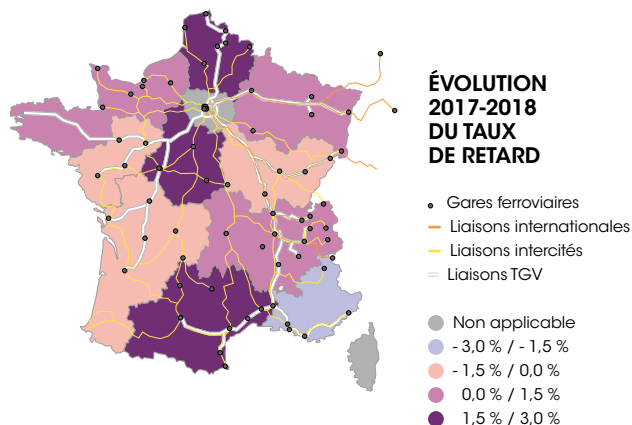 ÉVOLUTION
2017-2018
DU TAUX
DE RETARD
Gares ferroviaires
Liaisons internationales
Liaisons intercités
Liaisons TGV
Non applicable
- 3,0 % / - 1,5 %
- 1,5 % / 0,0 %
0,0 % / 1,5 %
1,5 % / 3,0 %